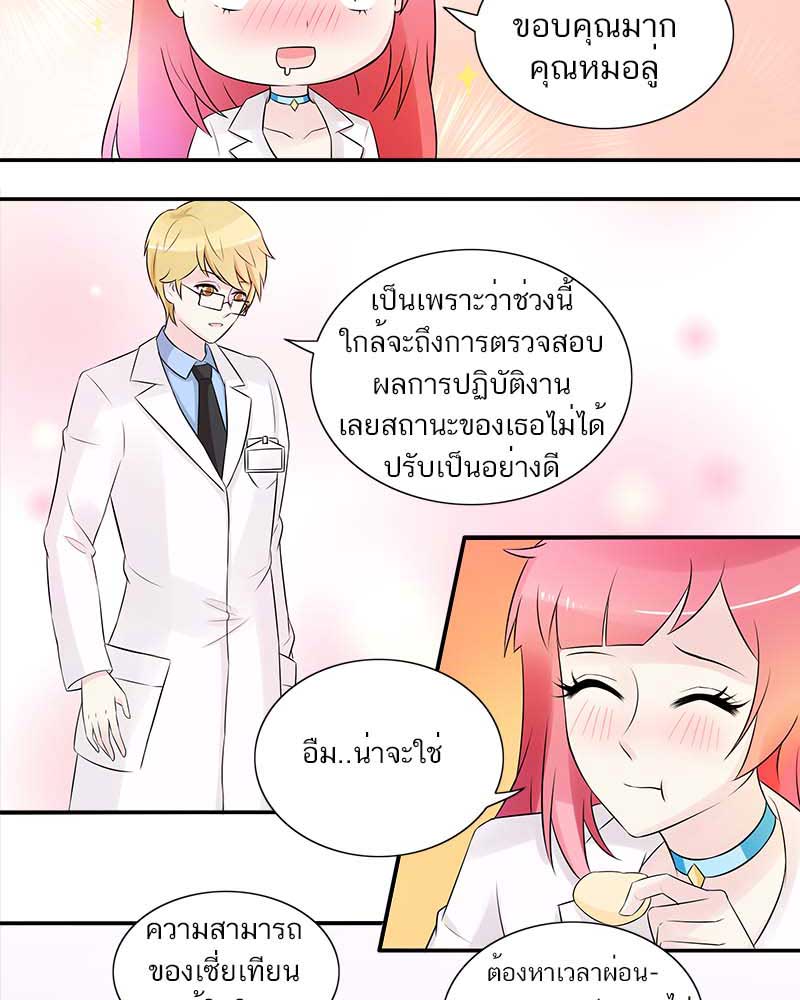 ขอบคุณมาก
คุณหมอลู่
เป็นเพราะว่าช่วงนี้
ใกล้จะถึงการตรวจสอบ
ผลการปฏิบัติงาน
เลยสถานะของเธอไม่ได้
ปรับเป็นอย่างดี
อืม..น่าจะใช่
ความสามารถ
ของเซี่ยเทียน
ต้องหาเวลาผ่อน-